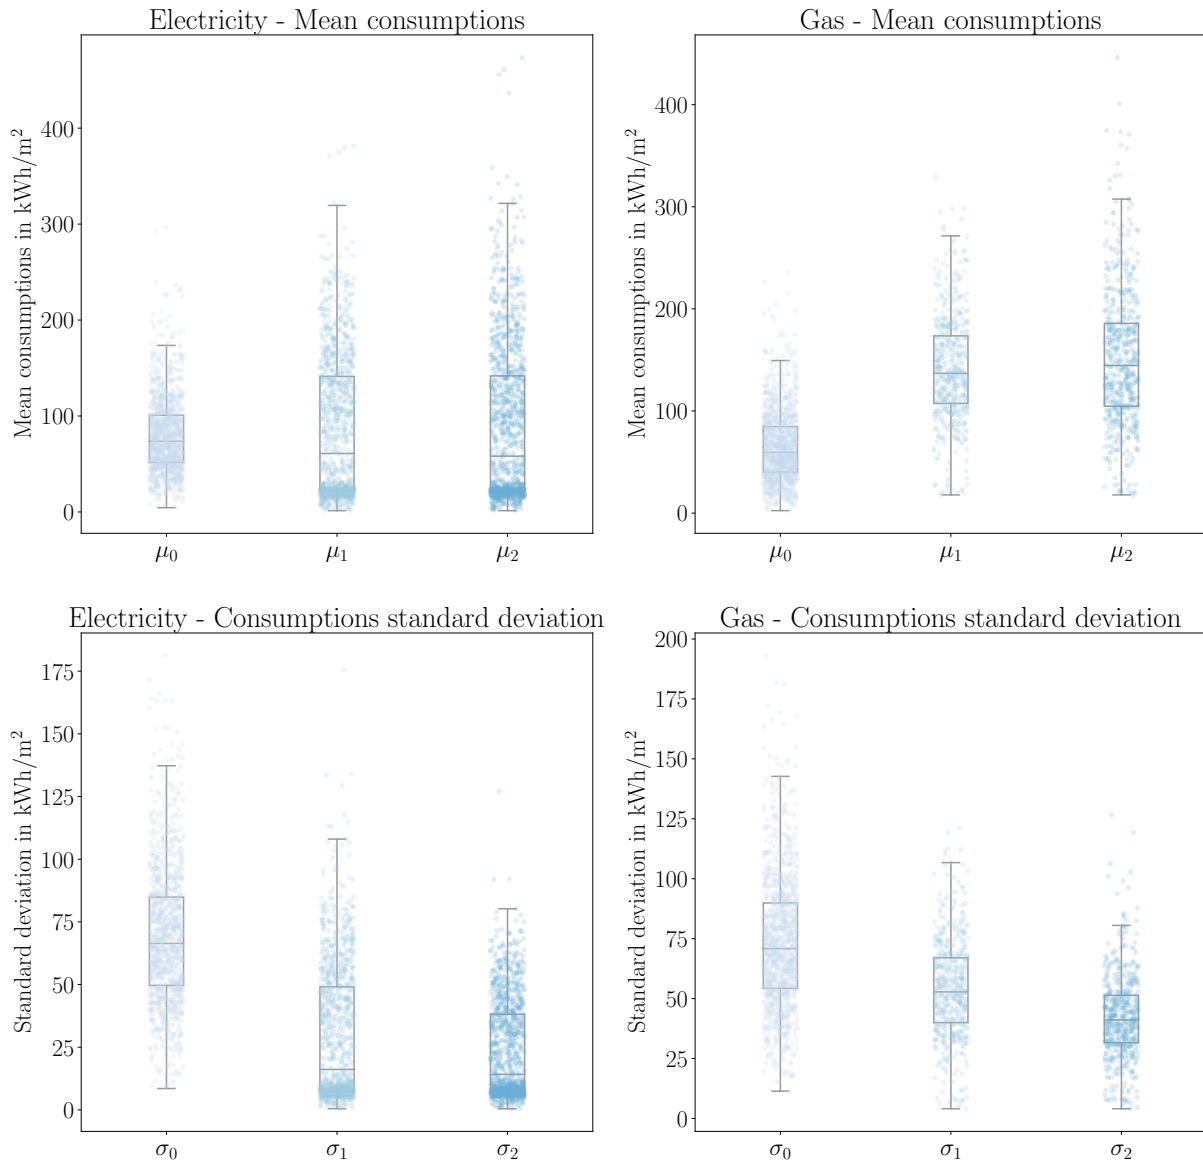 Electricity - Mean consumptions
Mean consumptions in kWh/m²
400
300
200
100
0
μ₀ μ₁ μ₂
Gas - Mean consumptions
Mean consumptions in kWh/m²
400
300
200
100
0
μ₀ μ₁ μ₂
Electricity - Consumptions standard deviation
Standard deviation in kWh/m²
175
150
125
100
75
50
25
0
σ₀ σ₁ σ₂
Gas - Consumptions standard deviation
Standard deviation in kWh/m²
200
175
150
125
100
75
50
25
0
σ₀ σ₁ σ₂